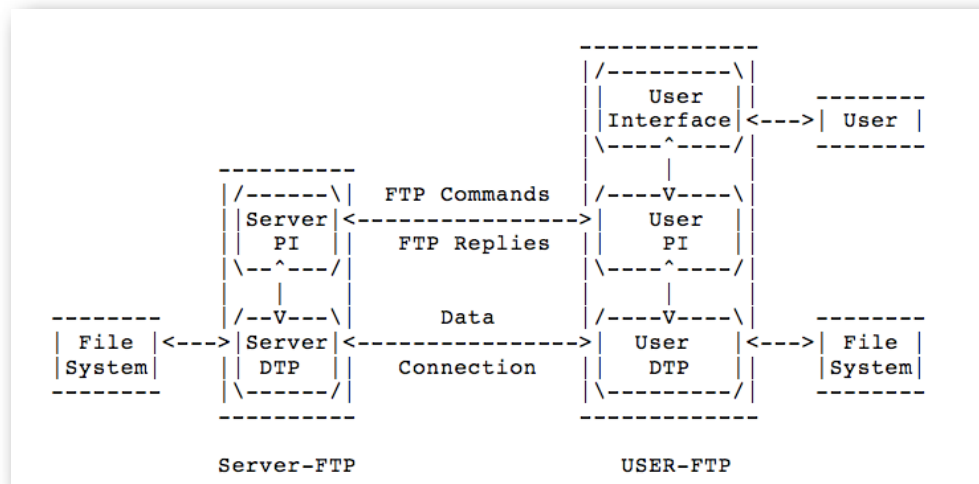 -------------
                                            |/---------\|
                                            ||   User  ||    --------
                                            ||Interface|<--->| User |
                                            |\----^----/|    --------
                  ----------                |     |     |
                  |/------\|  FTP Commands  |/----V----\|
                  ||Server|<---------------->|   User  ||
                  ||  PI  ||   FTP Replies  ||    PI   ||
                  |\--^---/|                |\----^----/|
                  |   |    |                |     |     |
    --------      |/--V---\|      Data      |/----V----\|    --------
    | File |<--->|Server|<---------------->|   User  |<--->| File |
    |System|      || DTP  ||   Connection   ||   DTP   ||    |System|
    --------      |\------/|                |\---------/|    --------
                  ----------                -------------

                  Server-FTP                   USER-FTP